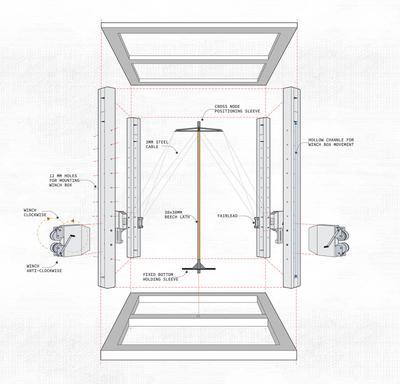 CROSS NODE
POSITIONING SLEEVE
3MM STEEL
CABLE
HOLLOW CHANNLE FOR
WINCH BOX MOVEMENT
12 MM HOLES
FOR MOUNTING
WINCH BOX
WINCH
CLOCKWISE
30x30MM
BEECH LATH
FAIRLEAD
WINCH
ANTI-CLOCKWISE
FIXED BOTTOM
HOLDING SLEEVE